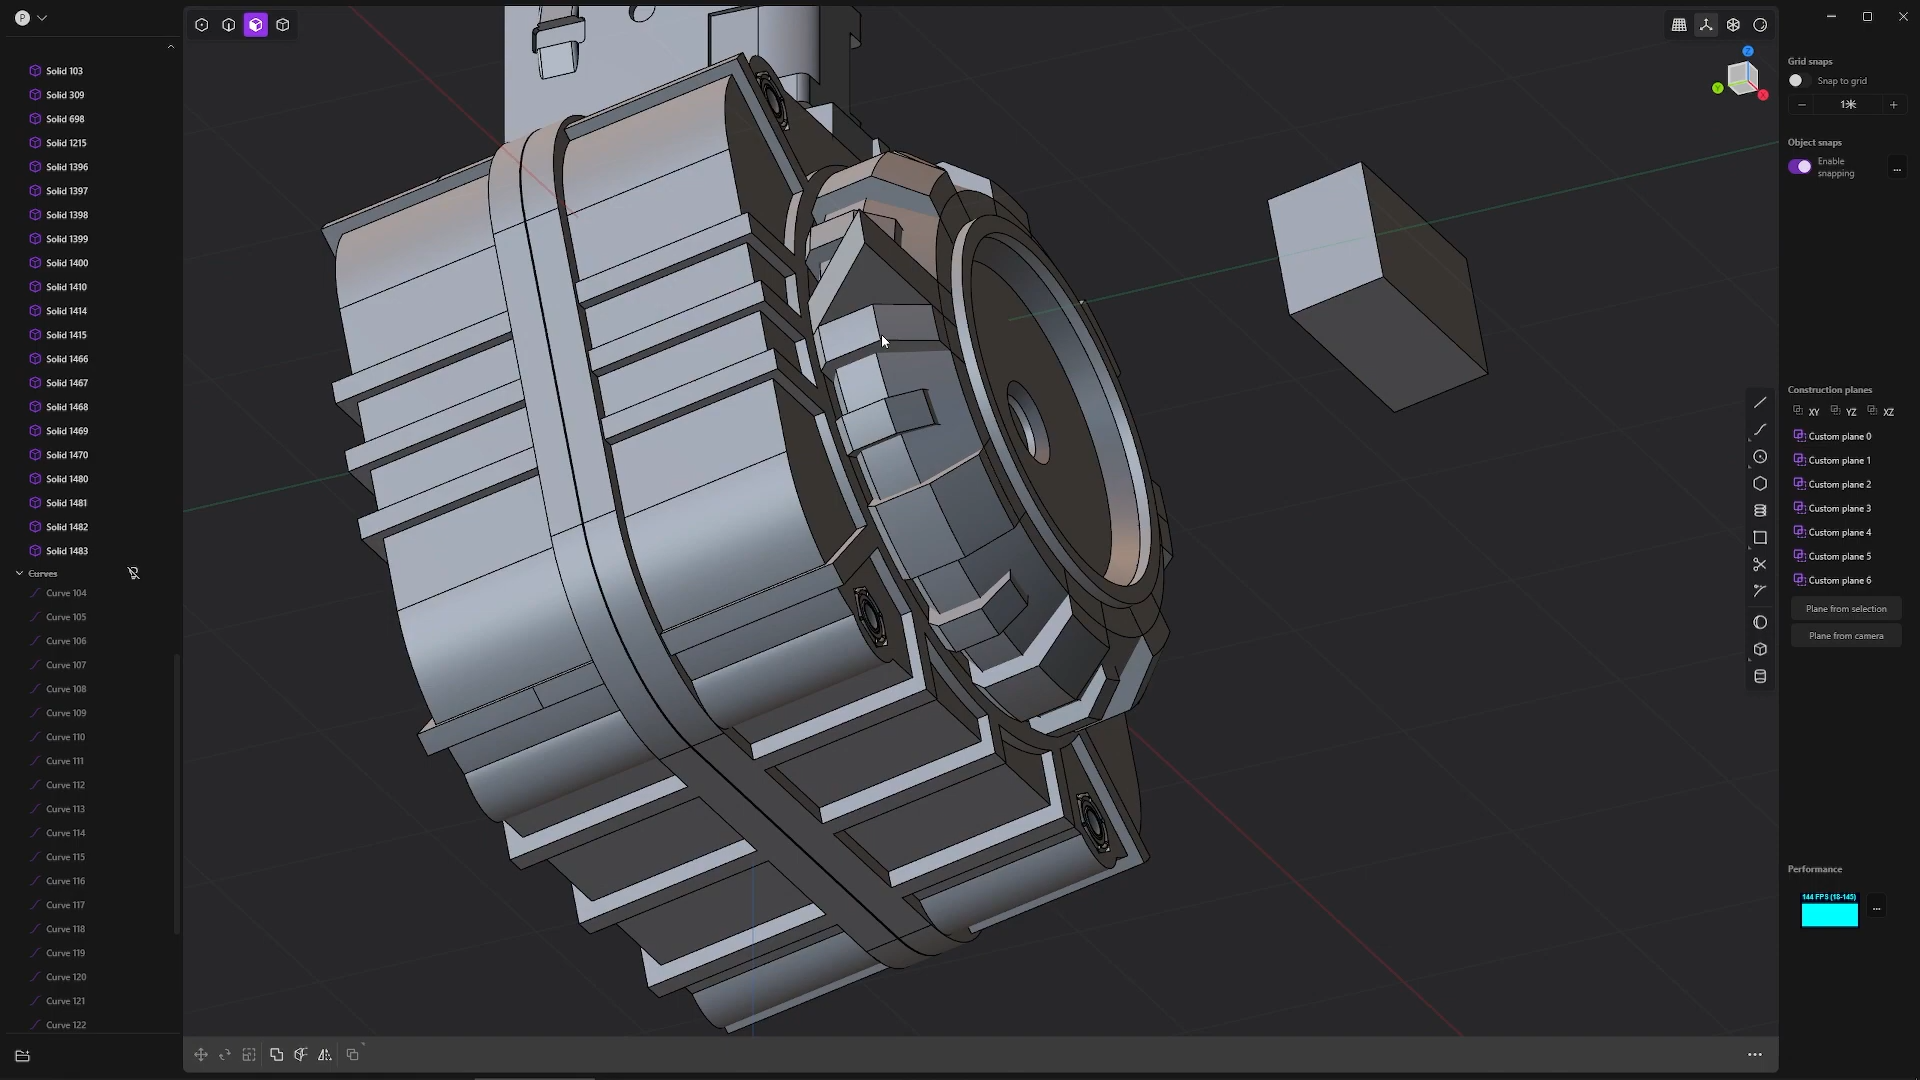 P
Solid 103
Solid 309
Solid 698
Solid 1215
Solid 1396
Solid 1397
Solid 1398
Solid 1399
Solid 1400
Solid 1410
Solid 1414
Solid 1415
Solid 1466
Solid 1467
Solid 1468
Solid 1469
Solid 1470
Solid 1480
Solid 1481
Solid 1482
Solid 1483
Curves
Curve 104
Curve 105
Curve 106
Curve 107
Curve 108
Curve 109
Curve 110
Curve 111
Curve 112
Curve 113
Curve 114
Curve 115
Curve 116
Curve 117
Curve 118
Curve 119
Curve 120
Curve 121
Curve 122
Z
Y
X
Grid snaps
Snap to grid
Object snaps
Enable
snapping
...
Construction planes
XY YZ XZ
Custom plane 0
Custom plane 1
Custom plane 2
Custom plane 3
Custom plane 4
Custom plane 5
Custom plane 6
Plane from selection
Plane from camera
Performance
144 FPS (18-145)
...